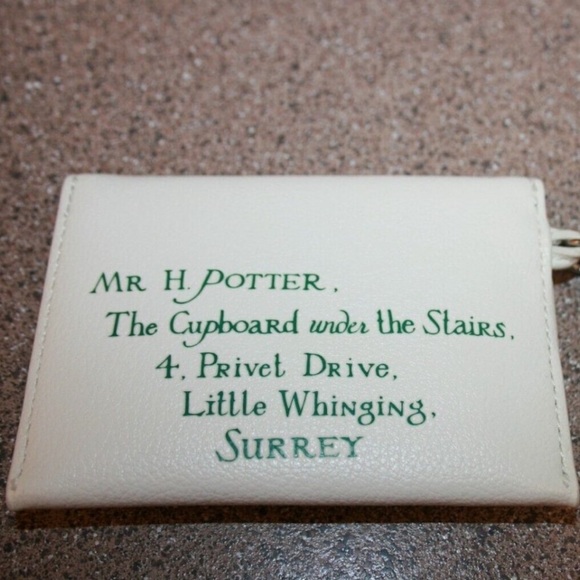 Mr H. Potter,
The Cupboard under the Stairs,
4, Privet Drive,
Little Whinging,
Surrey